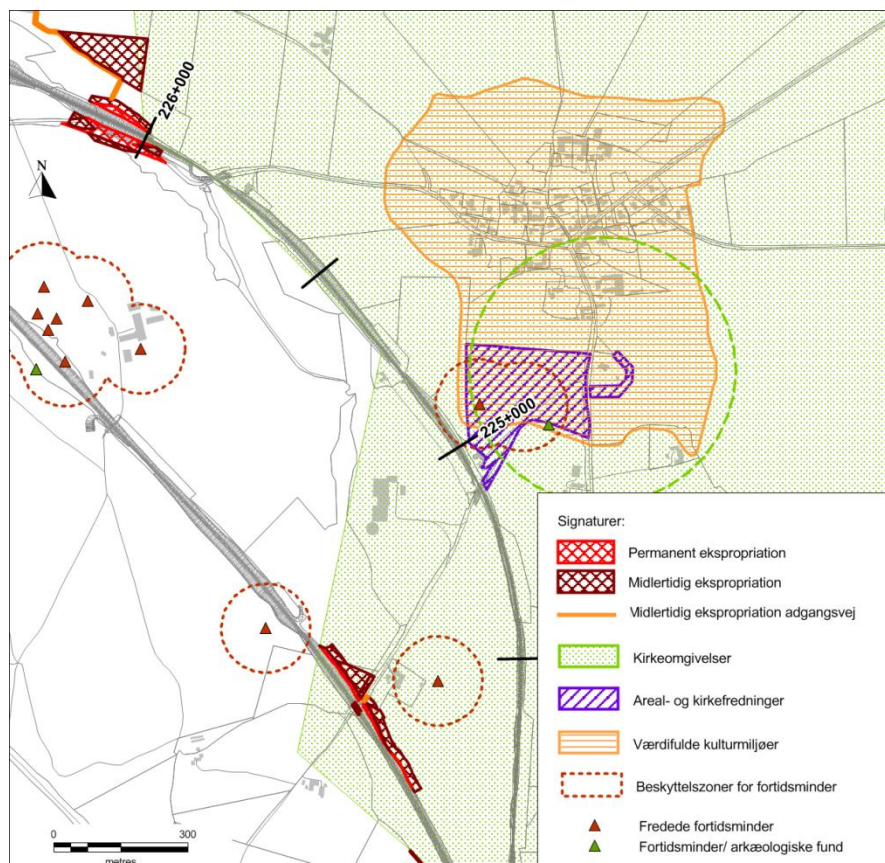 226+000
N
225+000
Signaturer:
Permanent ekspropriation
Midlertidig ekspropriation
Midlertidig ekspropriation adgangsvej
Kirkeomgivelser
Areal- og kirkefredninger
Værdifulde kulturmiljøer
Beskyttelszoner for fortidsminder
Fredede fortidsminder
Fortidsminder/ arkæologiske fund
0 300
metres